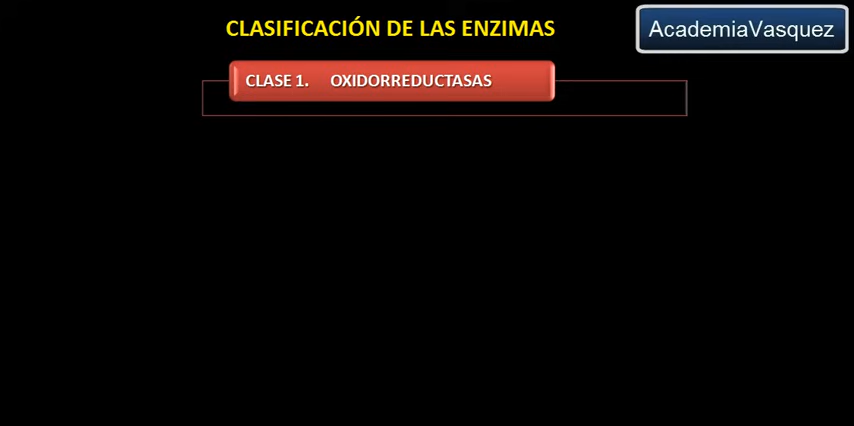 CLASIFICACIÓN DE LAS ENZIMAS
AcademiaVasquez
CLASE 1. OXIDORREDUCTASAS